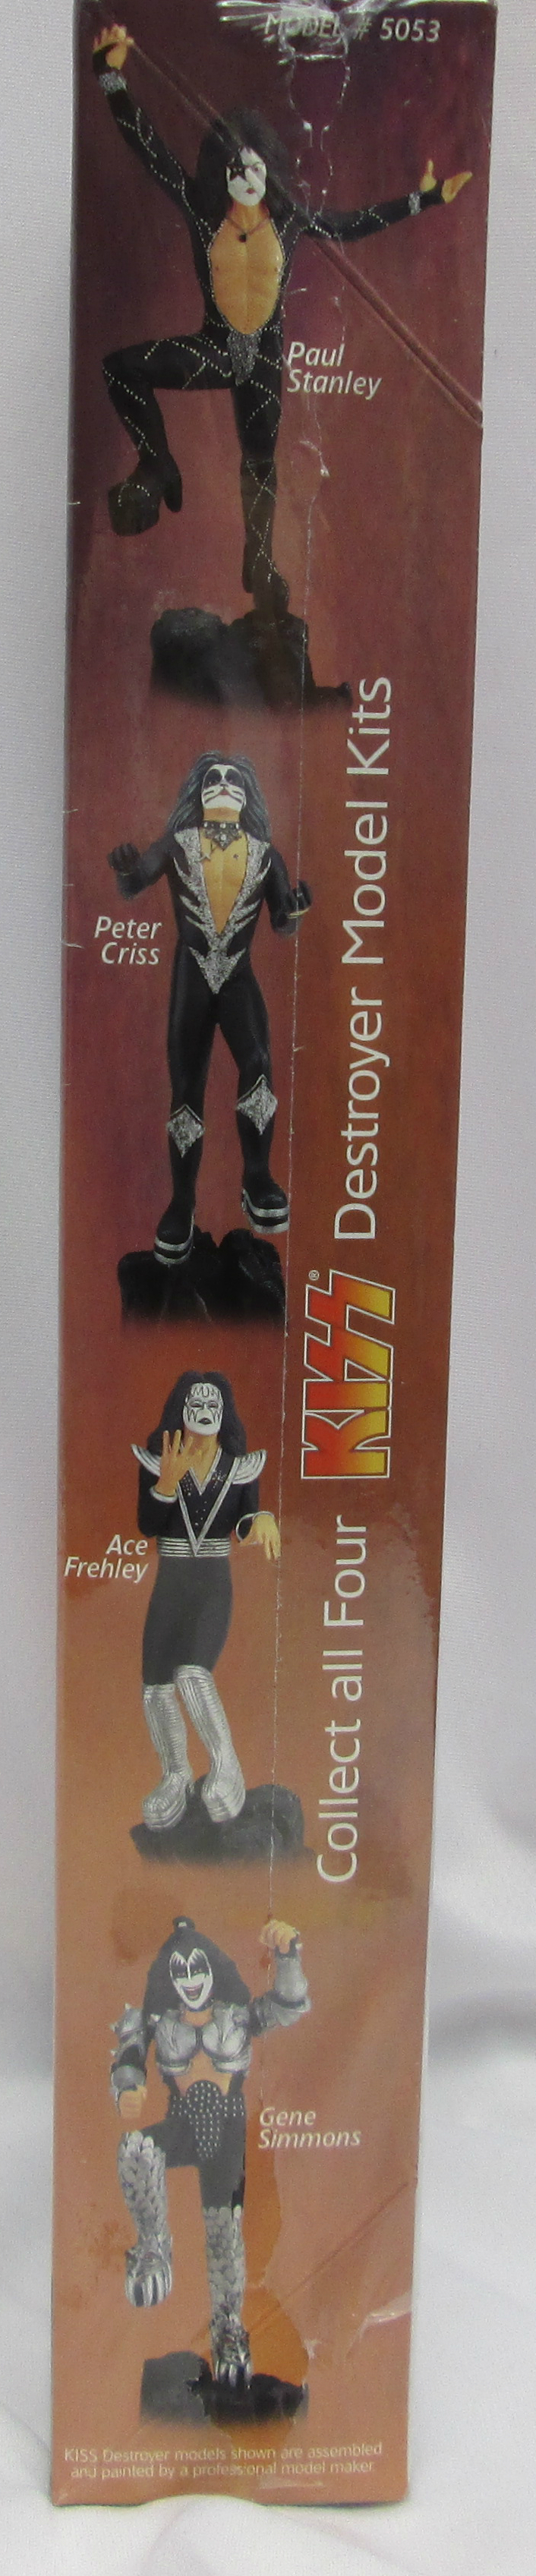 MODEL # 5053
Paul
Stanley
Peter
Criss
Ace
Frehley
Gene
Simmons
Collect all Four KISS® Destroyer Model Kits
KISS Destroyer models shown are assembled
and painted by a professional model maker